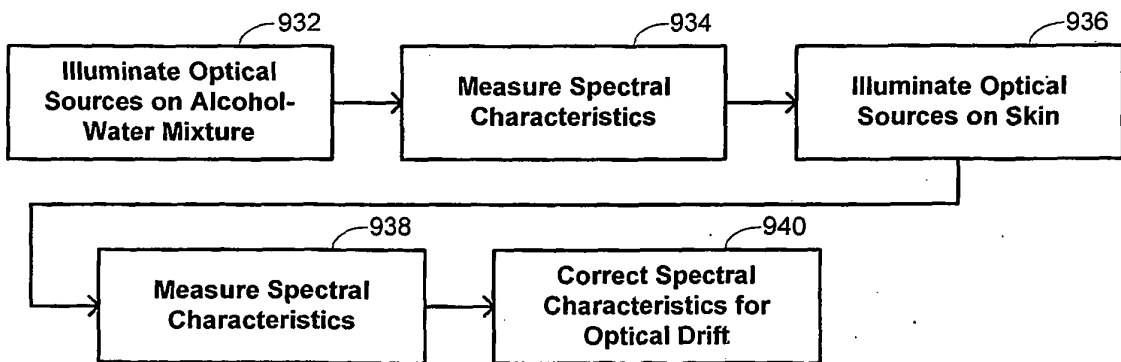 932
Illuminate Optical
Sources on Alcohol-
Water Mixture
934
Measure Spectral
Characteristics
936
Illuminate Optical
Sources on Skin
938
Measure Spectral
Characteristics
940
Correct Spectral
Characteristics for
Optical Drift